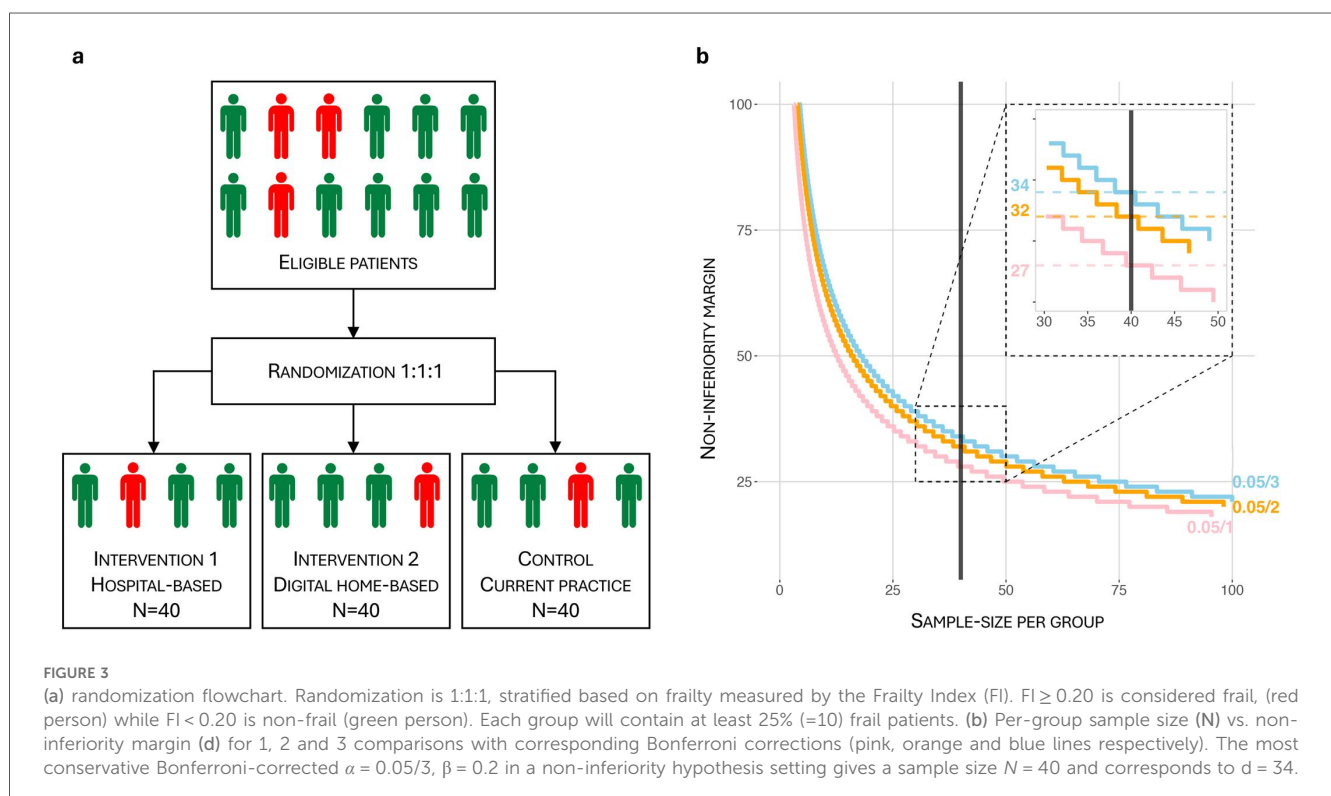 a
ELIGIBLE PATIENTS
RANDOMIZATION 1:1:1
INTERVENTION 1
HOSPITAL-BASED
N=40
INTERVENTION 2
DIGITAL HOME-BASED
N=40
CONTROL
CURRENT PRACTICE
N=40
b
NON-INFERIORITY MARGIN
100
75
50
25
0
25
50
75
100
SAMPLE-SIZE PER GROUP
34
32
27
30
35
40
45
50
0.05/3
0.05/2
0.05/1
FIGURE 3
(a) randomization flowchart. Randomization is 1:1:1, stratified based on frailty measured by the Frailty Index (FI). FI ≥ 0.20 is considered frail, (red
person) while FI < 0.20 is non-frail (green person). Each group will contain at least 25% (=10) frail patients. (b) Per-group sample size (N) vs. non-
inferiority margin (d) for 1, 2 and 3 comparisons with corresponding Bonferroni corrections (pink, orange and blue lines respectively). The most
conservative Bonferroni-corrected α = 0.05/3, β = 0.2 in a non-inferiority hypothesis setting gives a sample size N = 40 and corresponds to d = 34.